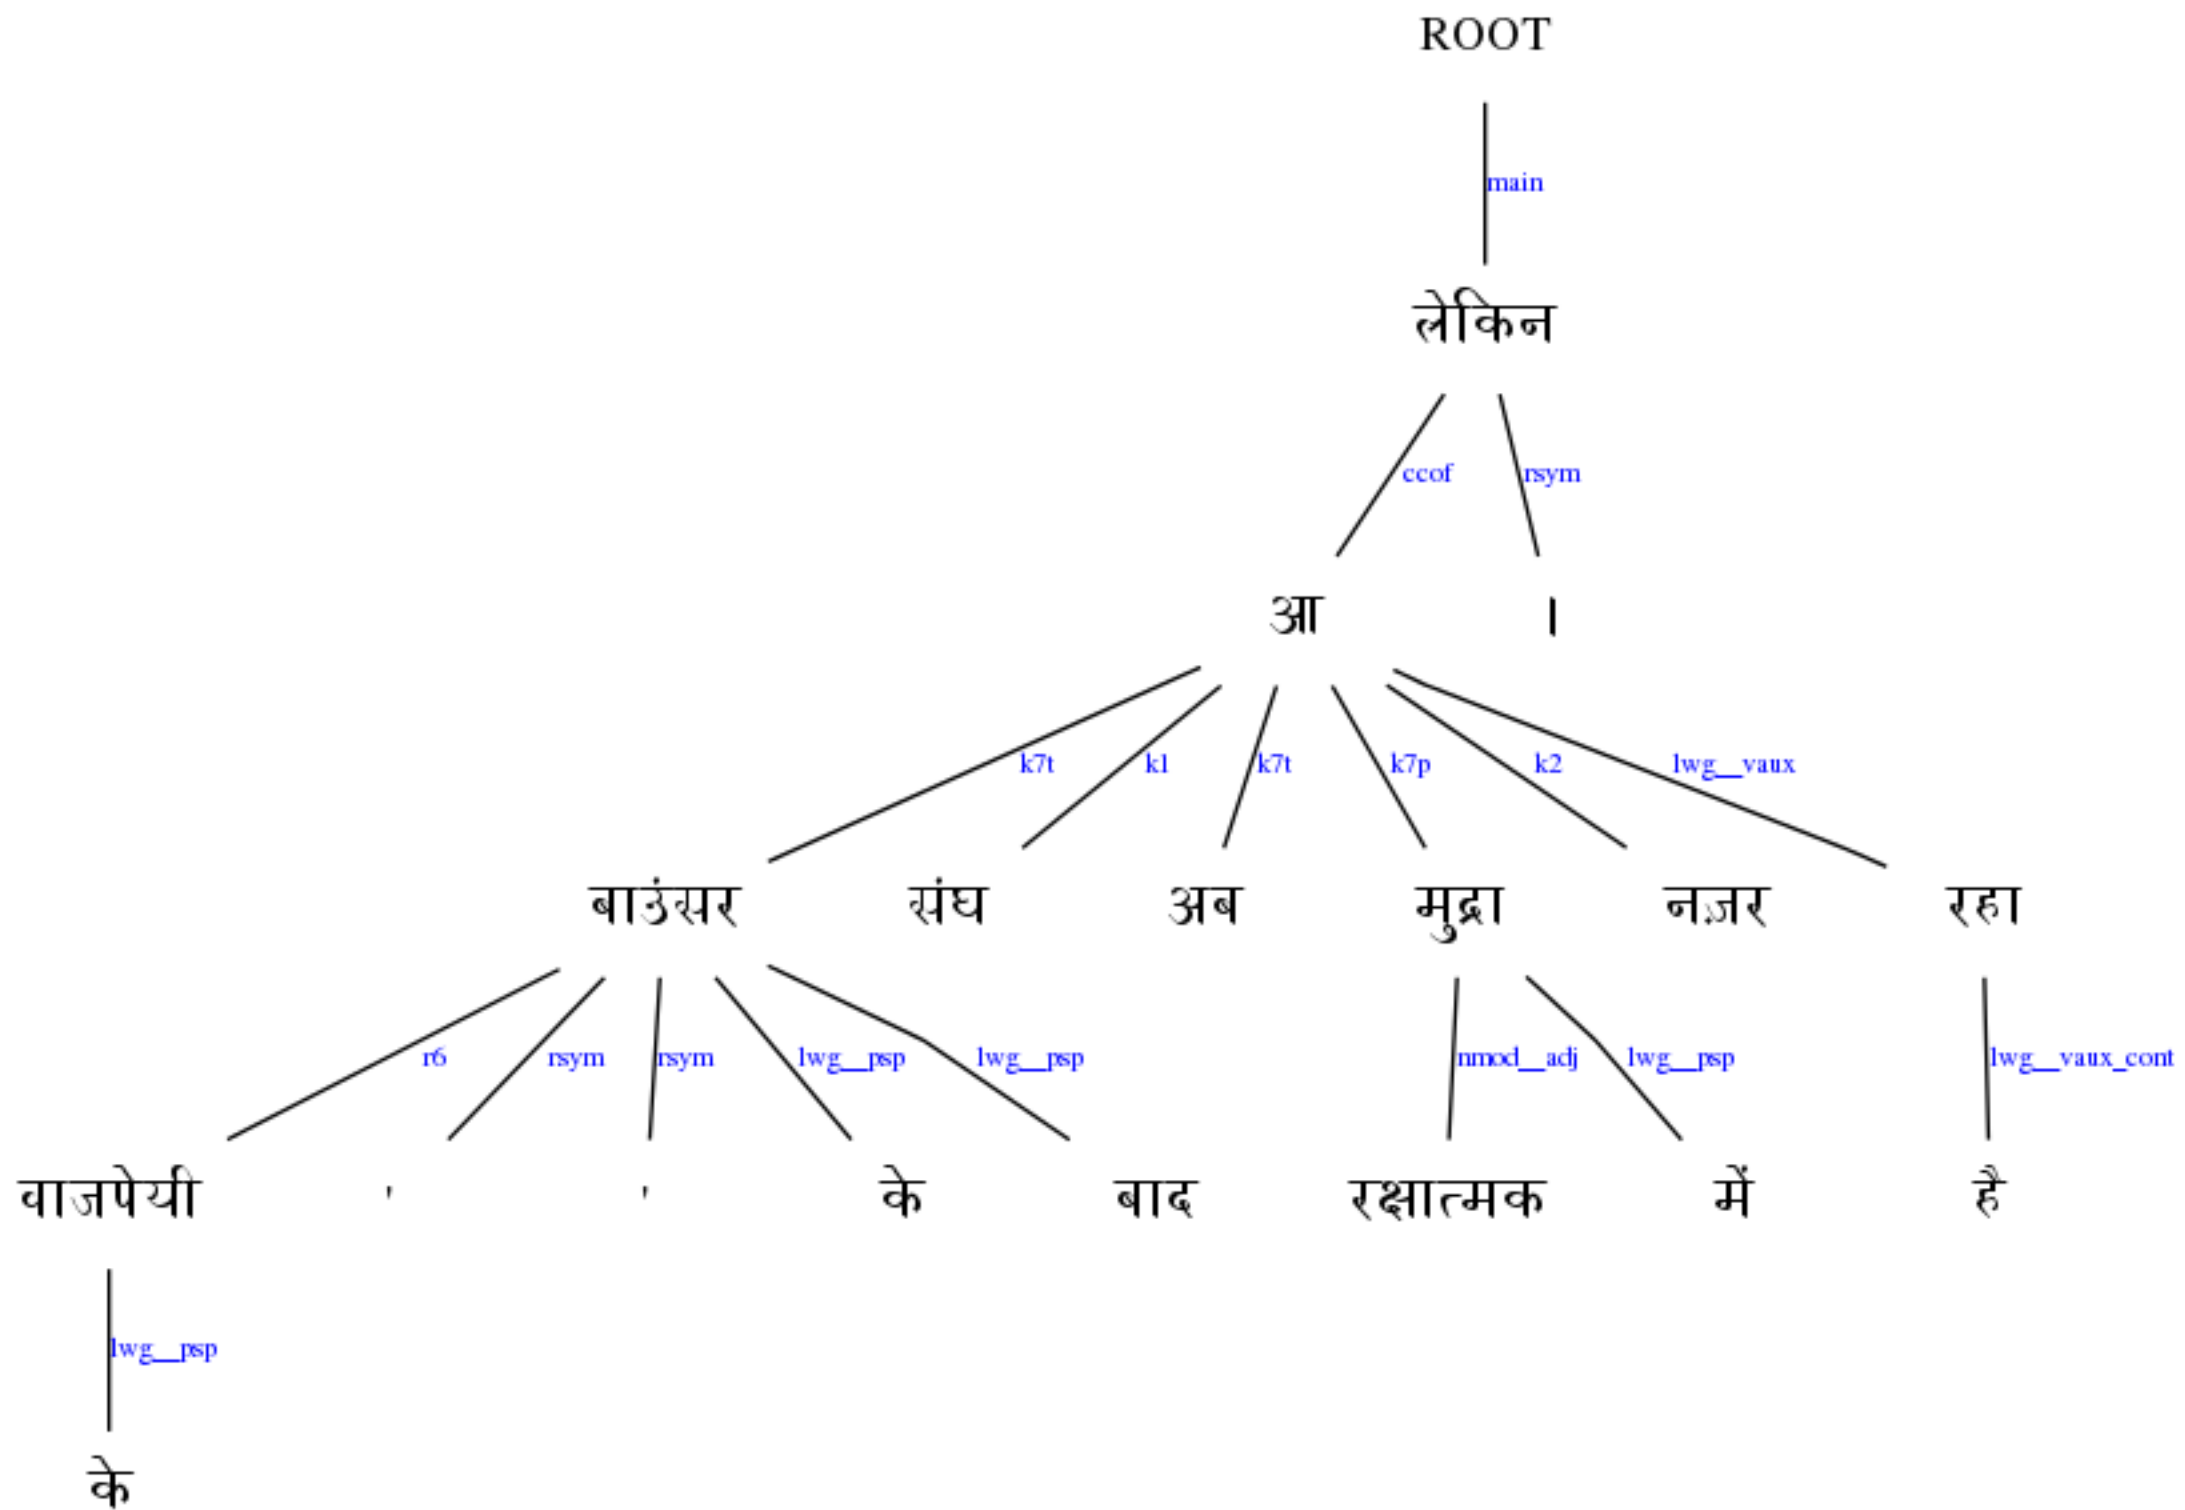 ROOT
main
लेकिन
ccof rsym
आ ।
k7t k1 k7t k7p k2 lwg__vaux
बाउंसर संघ अब मुद्रा नज़र रहा
r6 rsym rsym lwg__psp lwg__psp nmod__adj lwg__psp lwg__vaux_cont
वाजपेयी ' ' के बाद रक्षात्मक में है
lwg__psp
के